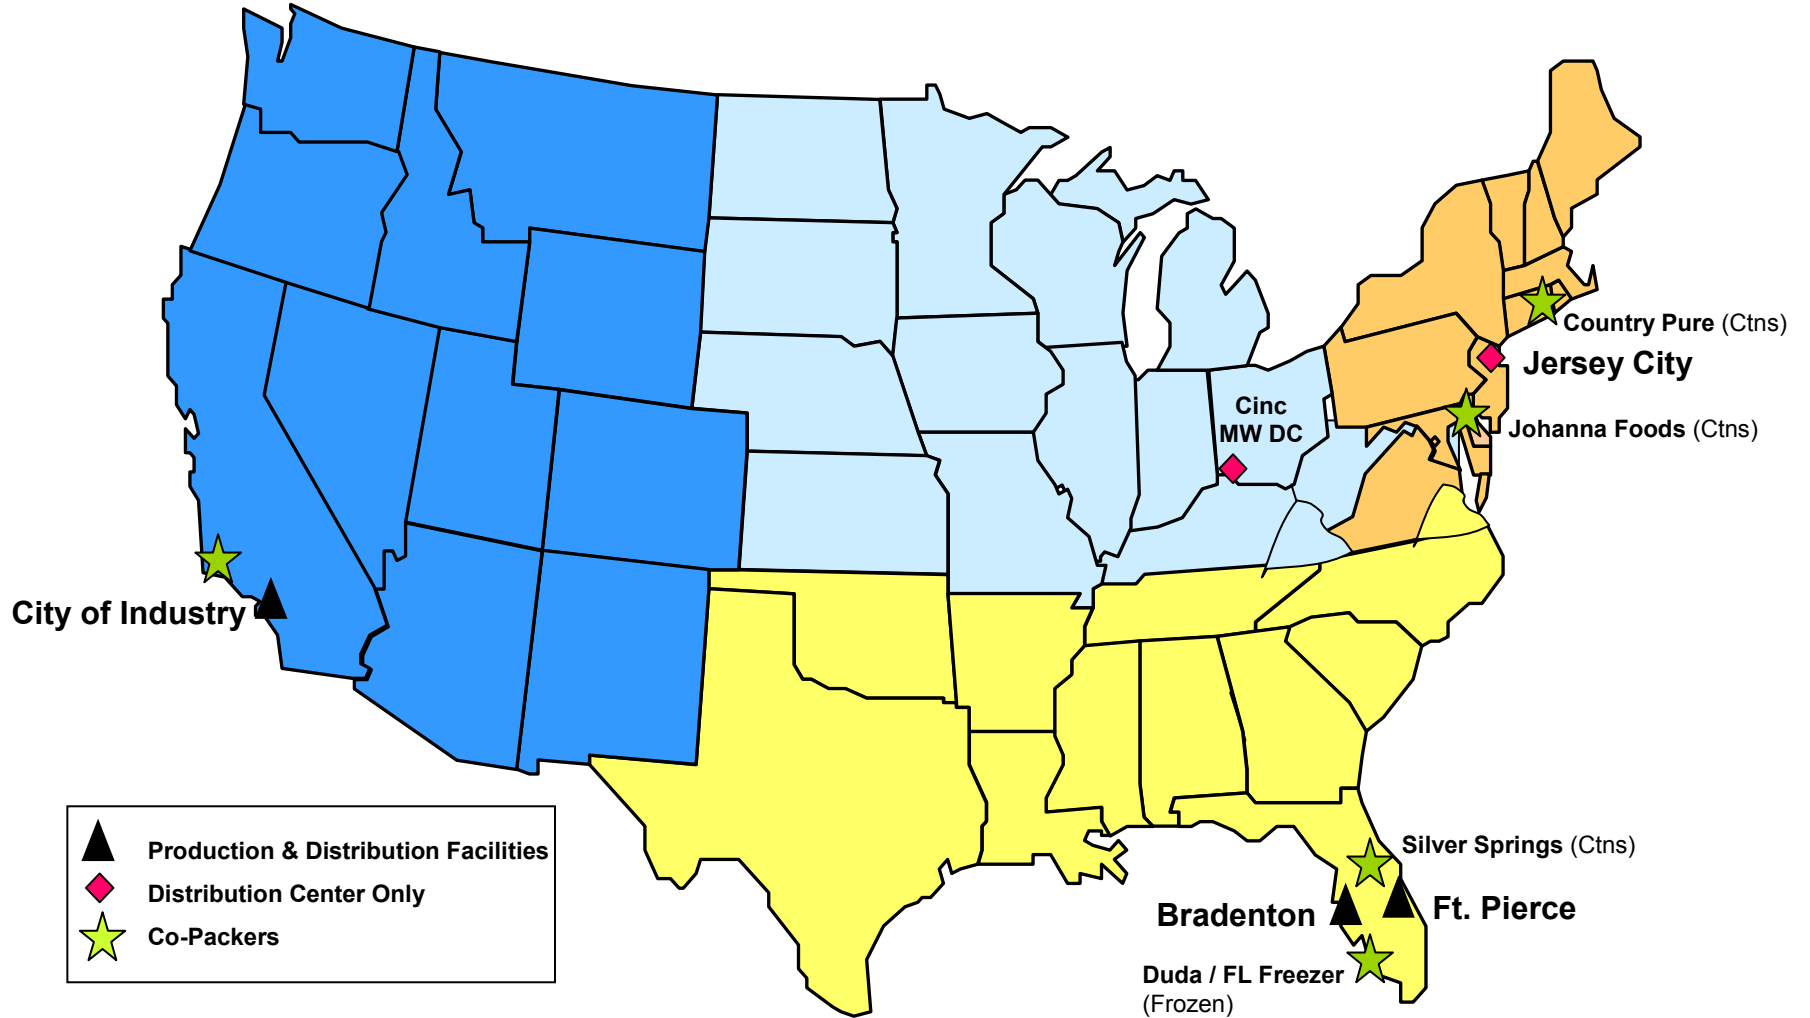 Country Pure (Ctns)
Jersey City
Cinc
MW DC
Johanna Foods (Ctns)
City of Industry
Silver Springs (Ctns)
Bradenton
Ft. Pierce
Duda / FL Freezer
(Frozen)
Production & Distribution Facilities
Distribution Center Only
Co-Packers